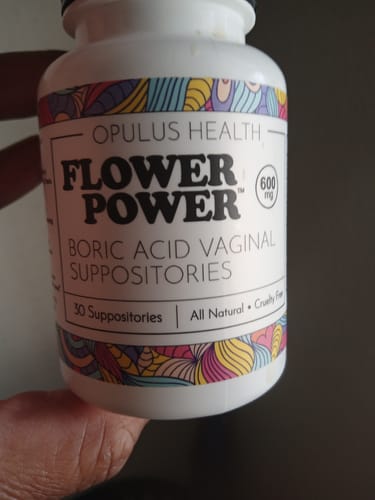 OPULUS HEALTH
FLOWER
POWER™
600
mg
BORIC ACID VAGINAL
SUPPOSITORIES
30 Suppositories | All Natural • Cruelty Free